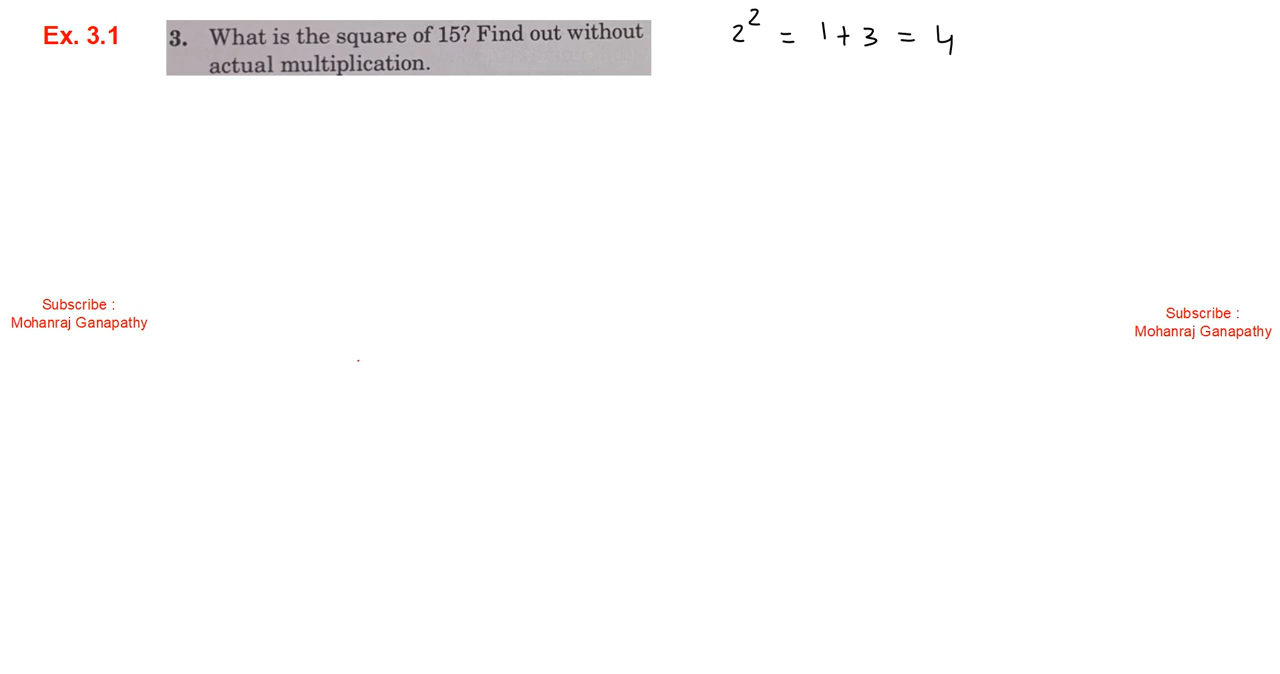 Ex. 3.1
3. What is the square of 15? Find out without
actual multiplication.
2² = 1 + 3 = 4
Subscribe :
Mohanraj Ganapathy
Subscribe :
Mohanraj Ganapathy